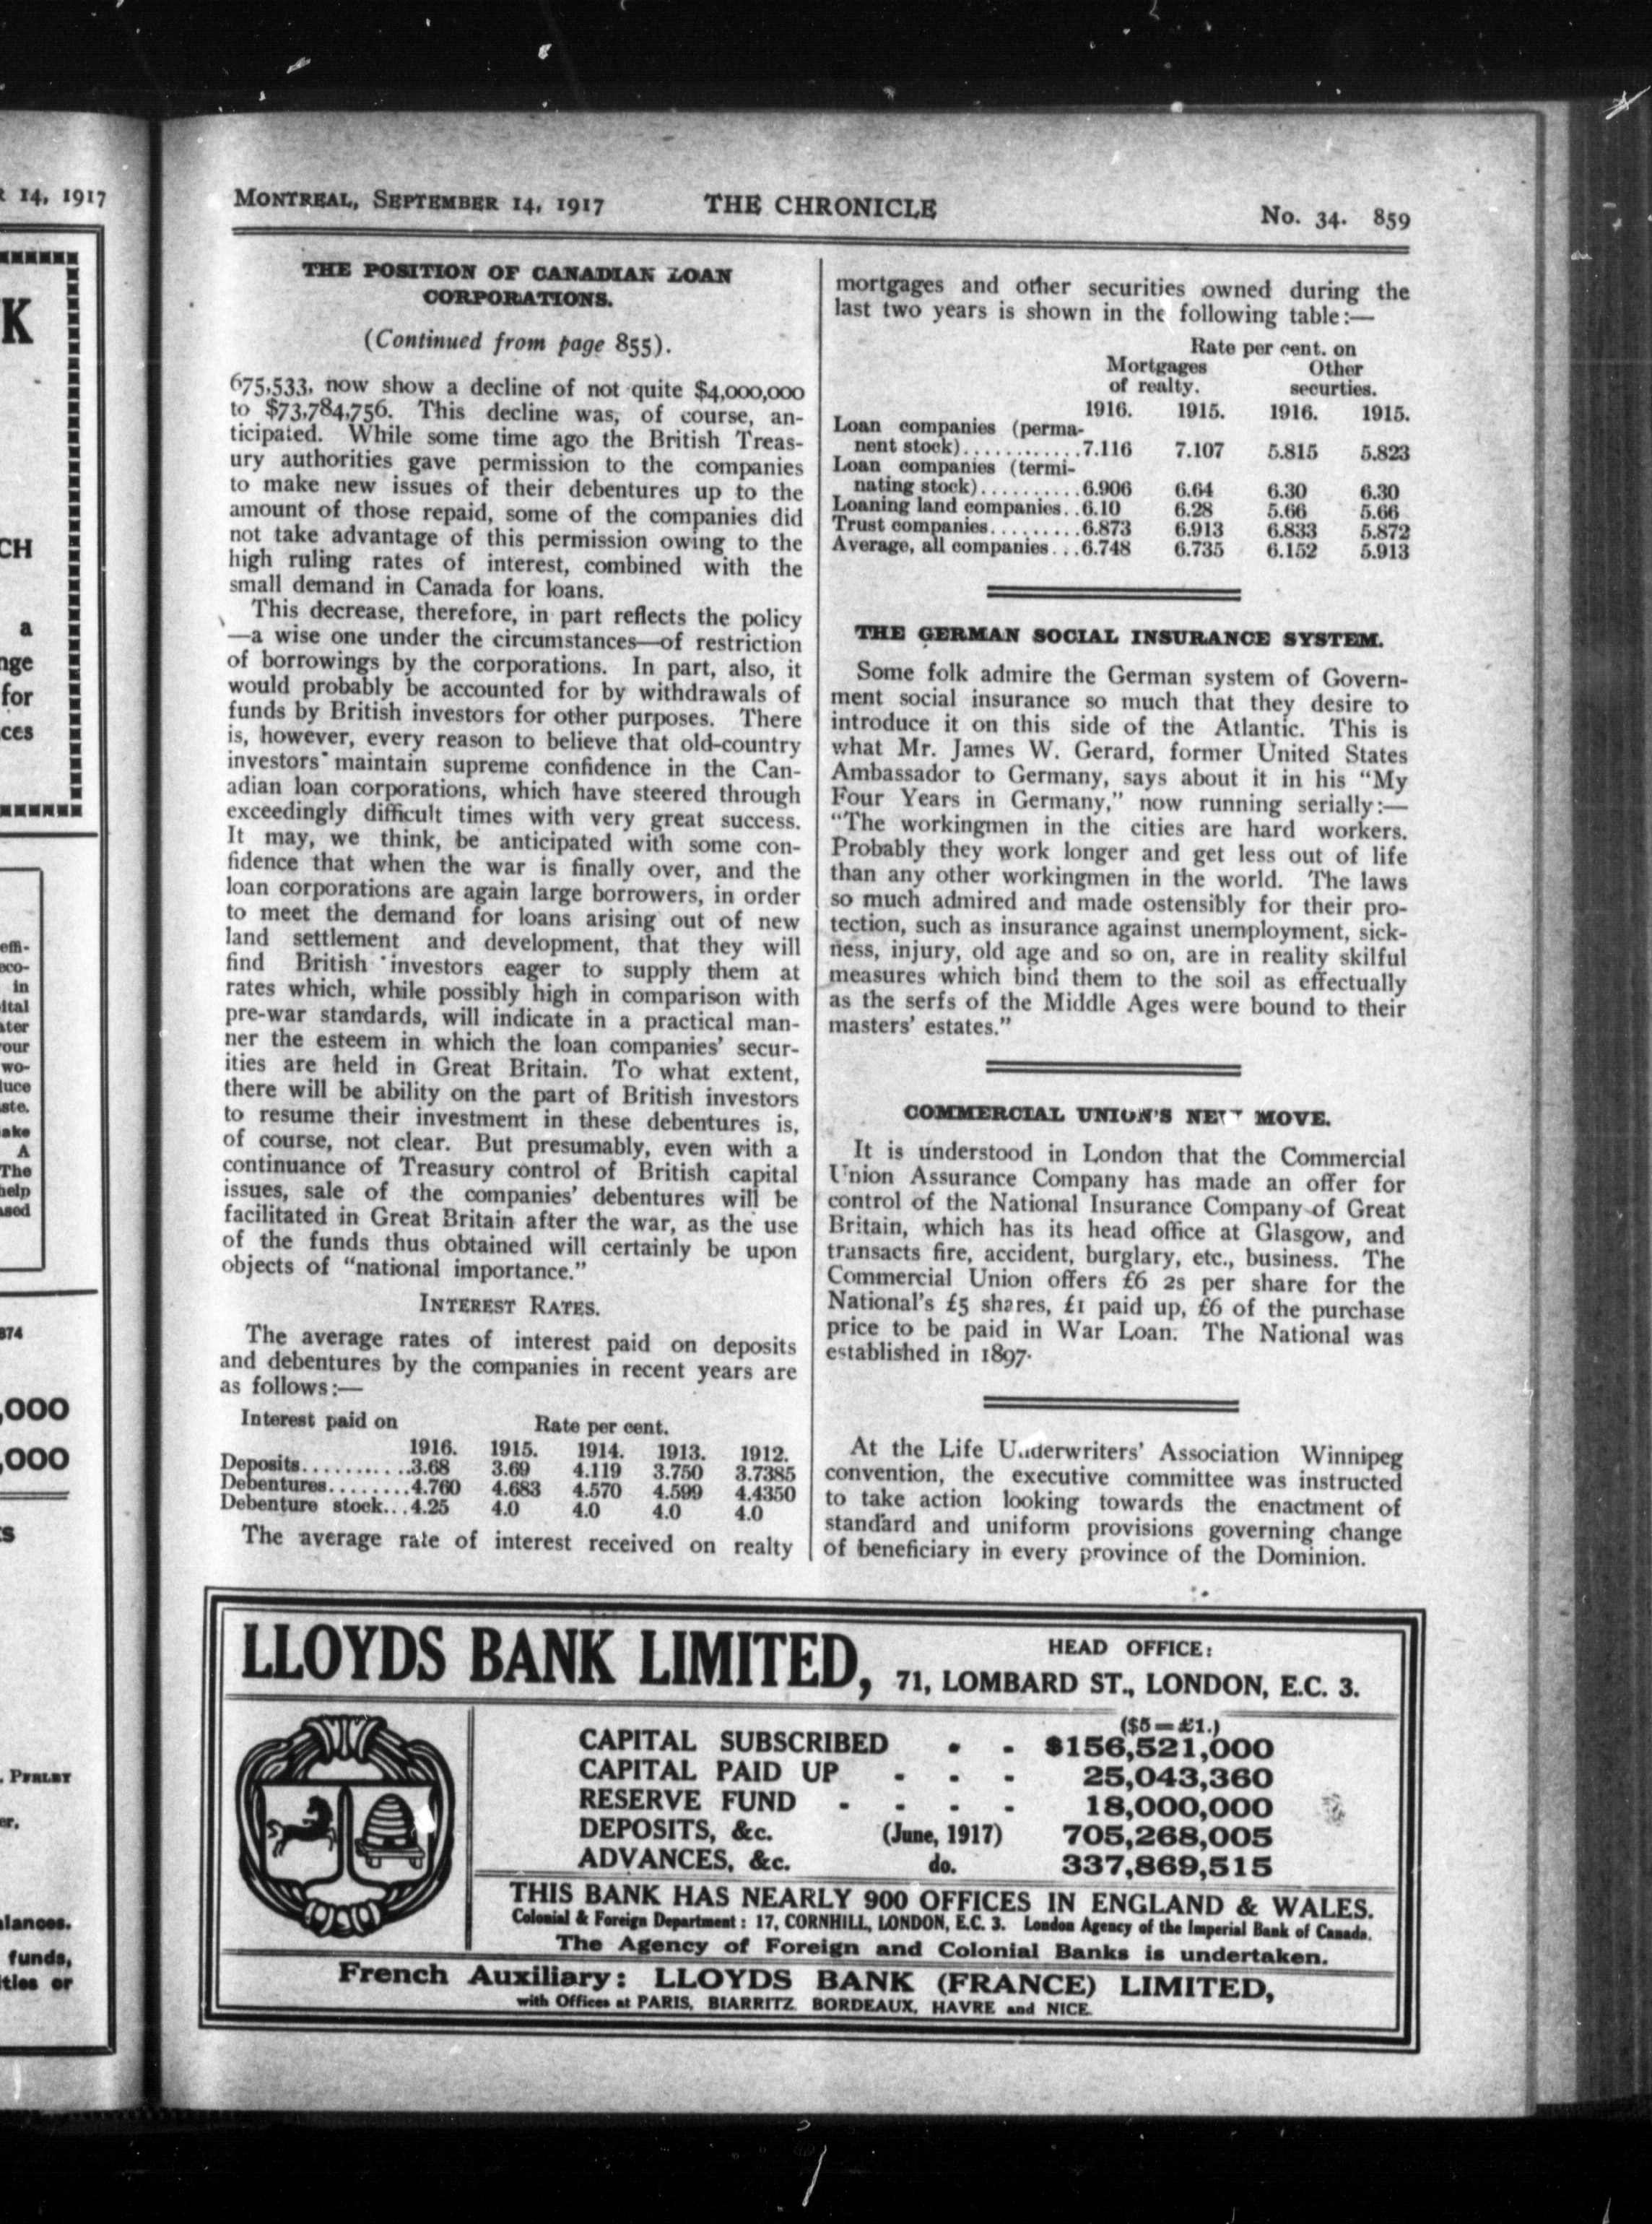 R 14, 1917
K
CH
a
nge
for
ces
effi-
eco-
in
ital
ater
our
wo-
luce
ste.
ake
A
The
help
ased
874
,000
,000
S
. PERLEY
er.
alances.
funds,
ities or
MONTREAL, SEPTEMBER 14, 1917 THE CHRONICLE No. 34. 859
THE POSITION OF CANADIAN LOAN
CORPORATIONS.
(Continued from page 855).
675,533, now show a decline of not quite $4,000,000
to $73,784,756. This decline was, of course, an-
ticipated. While some time ago the British Treas-
ury authorities gave permission to the companies
to make new issues of their debentures up to the
amount of those repaid, some of the companies did
not take advantage of this permission owing to the
high ruling rates of interest, combined with the
small demand in Canada for loans.
This decrease, therefore, in part reflects the policy
—a wise one under the circumstances—of restriction
of borrowings by the corporations. In part, also, it
would probably be accounted for by withdrawals of
funds by British investors for other purposes. There
is, however, every reason to believe that old-country
investors maintain supreme confidence in the Can-
adian loan corporations, which have steered through
exceedingly difficult times with very great success.
It may, we think, be anticipated with some con-
fidence that when the war is finally over, and the
loan corporations are again large borrowers, in order
to meet the demand for loans arising out of new
land settlement and development, that they will
find British investors eager to supply them at
rates which, while possibly high in comparison with
pre-war standards, will indicate in a practical man-
ner the esteem in which the loan companies' secur-
ities are held in Great Britain. To what extent,
there will be ability on the part of British investors
to resume their investment in these debentures is,
of course, not clear. But presumably, even with a
continuance of Treasury control of British capital
issues, sale of the companies' debentures will be
facilitated in Great Britain after the war, as the use
of the funds thus obtained will certainly be upon
objects of "national importance."
INTEREST RATES.
The average rates of interest paid on deposits
and debentures by the companies in recent years are
as follows:—
Interest paid on Rate per cent.
1916. 1915. 1914. 1913. 1912.
Deposits...........3.68 3.69 4.119 3.750 3.7385
Debentures........4.760 4.683 4.570 4.599 4.4350
Debenture stock...4.25 4.0 4.0 4.0 4.0
The average rate of interest received on realty
mortgages and other securities owned during the
last two years is shown in the following table:—
Rate per cent. on
Mortgages Other
of realty. securties.
1916. 1915. 1916. 1915.
Loan companies (perma-
nent stock)............7.116 7.107 5.815 5.823
Loan companies (termi-
nating stock)..........6.906 6.64 6.30 6.30
Loaning land companies..6.10 6.28 5.66 5.66
Trust companies.........6.873 6.913 6.833 5.872
Average, all companies...6.748 6.735 6.152 5.913
THE GERMAN SOCIAL INSURANCE SYSTEM.
Some folk admire the German system of Govern-
ment social insurance so much that they desire to
introduce it on this side of the Atlantic. This is
what Mr. James W. Gerard, former United States
Ambassador to Germany, says about it in his "My
Four Years in Germany," now running serially:—
"The workingmen in the cities are hard workers.
Probably they work longer and get less out of life
than any other workingmen in the world. The laws
so much admired and made ostensibly for their pro-
tection, such as insurance against unemployment, sick-
ness, injury, old age and so on, are in reality skilful
measures which bind them to the soil as effectually
as the serfs of the Middle Ages were bound to their
masters' estates."
COMMERCIAL UNION'S NEW MOVE.
It is understood in London that the Commercial
Union Assurance Company has made an offer for
control of the National Insurance Company of Great
Britain, which has its head office at Glasgow, and
transacts fire, accident, burglary, etc., business. The
Commercial Union offers £6 2s per share for the
National's £5 shares, £1 paid up, £6 of the purchase
price to be paid in War Loan. The National was
established in 1897.
At the Life Underwriters' Association Winnipeg
convention, the executive committee was instructed
to take action looking towards the enactment of
standard and uniform provisions governing change
of beneficiary in every province of the Dominion.
LLOYDS BANK LIMITED,
HEAD OFFICE:
71, LOMBARD ST., LONDON, E.C. 3.
($5=£1.)
CAPITAL SUBSCRIBED - - $156,521,000
CAPITAL PAID UP - - - 25,043,360
RESERVE FUND - - - - 18,000,000
DEPOSITS, &c. (June, 1917) 705,268,005
ADVANCES, &c. do. 337,869,515
THIS BANK HAS NEARLY 900 OFFICES IN ENGLAND & WALES.
Colonial & Foreign Department: 17, CORNHILL, LONDON, E.C. 3. London Agency of the Imperial Bank of Canada.
The Agency of Foreign and Colonial Banks is undertaken.
French Auxiliary: LLOYDS BANK (FRANCE) LIMITED,
with Offices at PARIS, BIARRITZ, BORDEAUX, HAVRE and NICE.